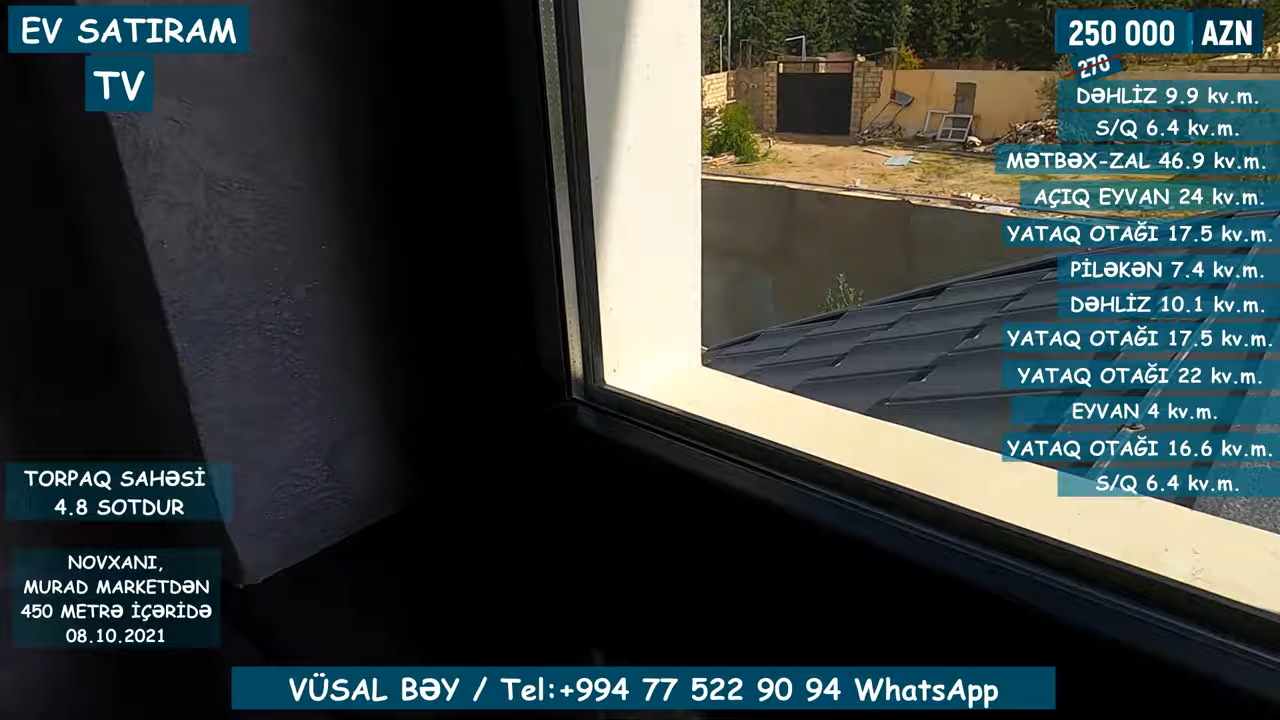 EV SATIRAM
TV
250 000 AZN
270
DƏHLİZ 9.9 kv.m.
S/Q 6.4 kv.m.
MƏTBƏX-ZAL 46.9 kv.m.
AÇIQ EYVAN 24 kv.m.
YATAQ OTAĞI 17.5 kv.m.
PİLƏKƏN 7.4 kv.m.
DƏHLİZ 10.1 kv.m.
YATAQ OTAĞI 17.5 kv.m.
YATAQ OTAĞI 22 kv.m.
EYVAN 4 kv.m.
YATAQ OTAĞI 16.6 kv.m.
S/Q 6.4 kv.m.
TORPAQ SAHƏSİ
4.8 SOTDUR
NOVXANI,
MURAD MARKETDƏN
450 METRƏ İÇƏRİDƏ
08.10.2021
VÜSAL BƏY / Tel:+994 77 522 90 94 WhatsApp